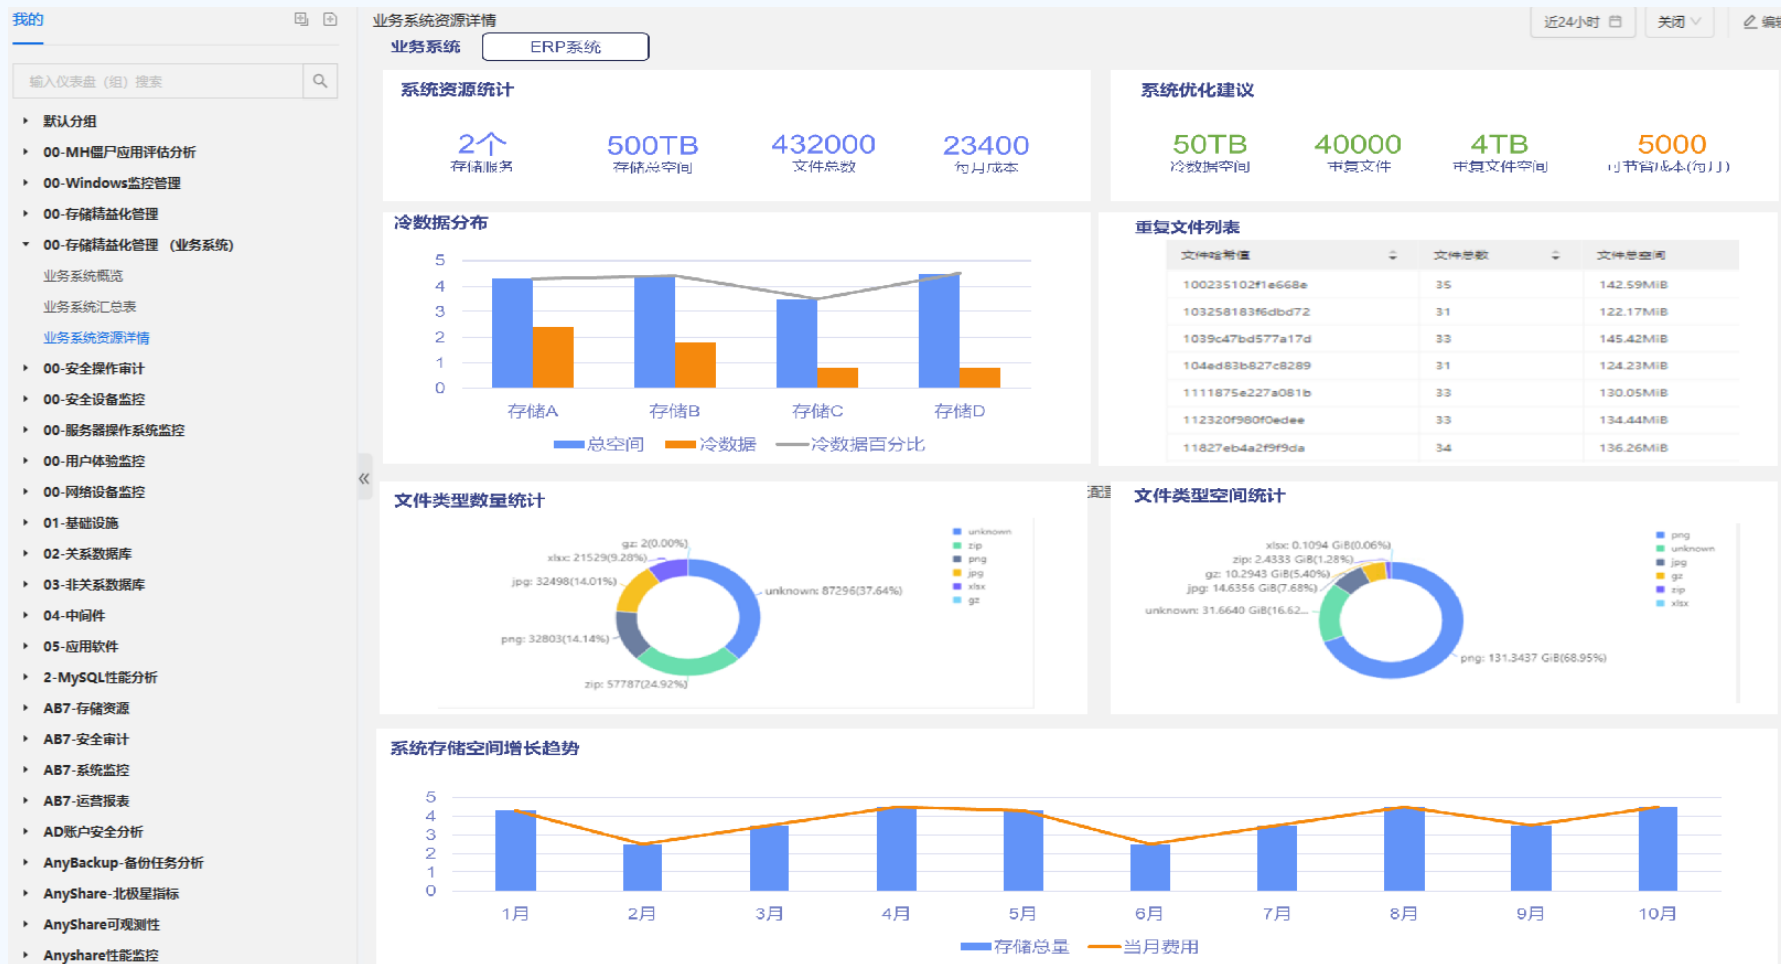 我的
输入仪表盘（组）搜索
默认分组
00-MH僵尸应用评估分析
00-Windows监控管理
00-存储精益化管理
00-存储精益化管理 （业务系统）
业务系统概览
业务系统汇总表
业务系统资源详情
00-安全操作审计
00-安全设备监控
00-服务器操作系统监控
00-用户体验监控
00-网络设备监控
01-基础设施
02-关系数据库
03-非关系数据库
04-中间件
05-应用软件
2-MySQL性能分析
AB7-存储资源
AB7-安全审计
AB7-系统监控
AB7-运营报表
AD账户安全分析
AnyBackup-备份任务分析
AnyShare-北极星指标
AnyShare可观测性
Anyshare性能监控
业务系统资源详情
近24小时 关闭 编辑
业务系统 ERP系统
系统资源统计
2个 500TB 432000 23400
存储服务 存储总空间 文件总数 每月成本
系统优化建议
50TB 40000 4TB 5000
冷数据空间 重复文件 重复文件空间 可节省成本(每月)
冷数据分布
5
4
3
2
1
0
存储A 存储B 存储C 存储D
总空间 冷数据 冷数据百分比
重复文件列表
文件哈希值 文件总数 文件总空间
100235102f1e668e 35 142.59MiB
103258183f6dbd72 31 122.17MiB
1039c47bd577a17d 33 145.42MiB
104ed83b827c8289 31 124.23MiB
1111875e227a081b 33 130.05MiB
112320f980f0edee 33 134.44MiB
11827eb4a2f9f9da 34 136.26MiB
配置
文件类型数量统计
gz: 2(0.00%)
xlsx: 21529(9.28%)
jpg: 32498(14.01%)
unknown: 87296(37.64%)
png: 32803(14.14%)
zip: 57787(24.92%)
unknown
zip
png
jpg
xlsx
gz
文件类型空间统计
xlsx: 0.1094 GiB(0.06%)
zip: 2.4333 GiB(1.28%)
gz: 10.2943 GiB(5.40%)
jpg: 14.6356 GiB(7.68%)
unknown: 31.6640 GiB(16.62...
png: 131.3437 GiB(68.95%)
png
unknown
jpg
gz
zip
xlsx
系统存储空间增长趋势
5
4
3
2
1
0
1月 2月 3月 4月 5月 6月 7月 8月 9月 10月
存储总量 当月费用